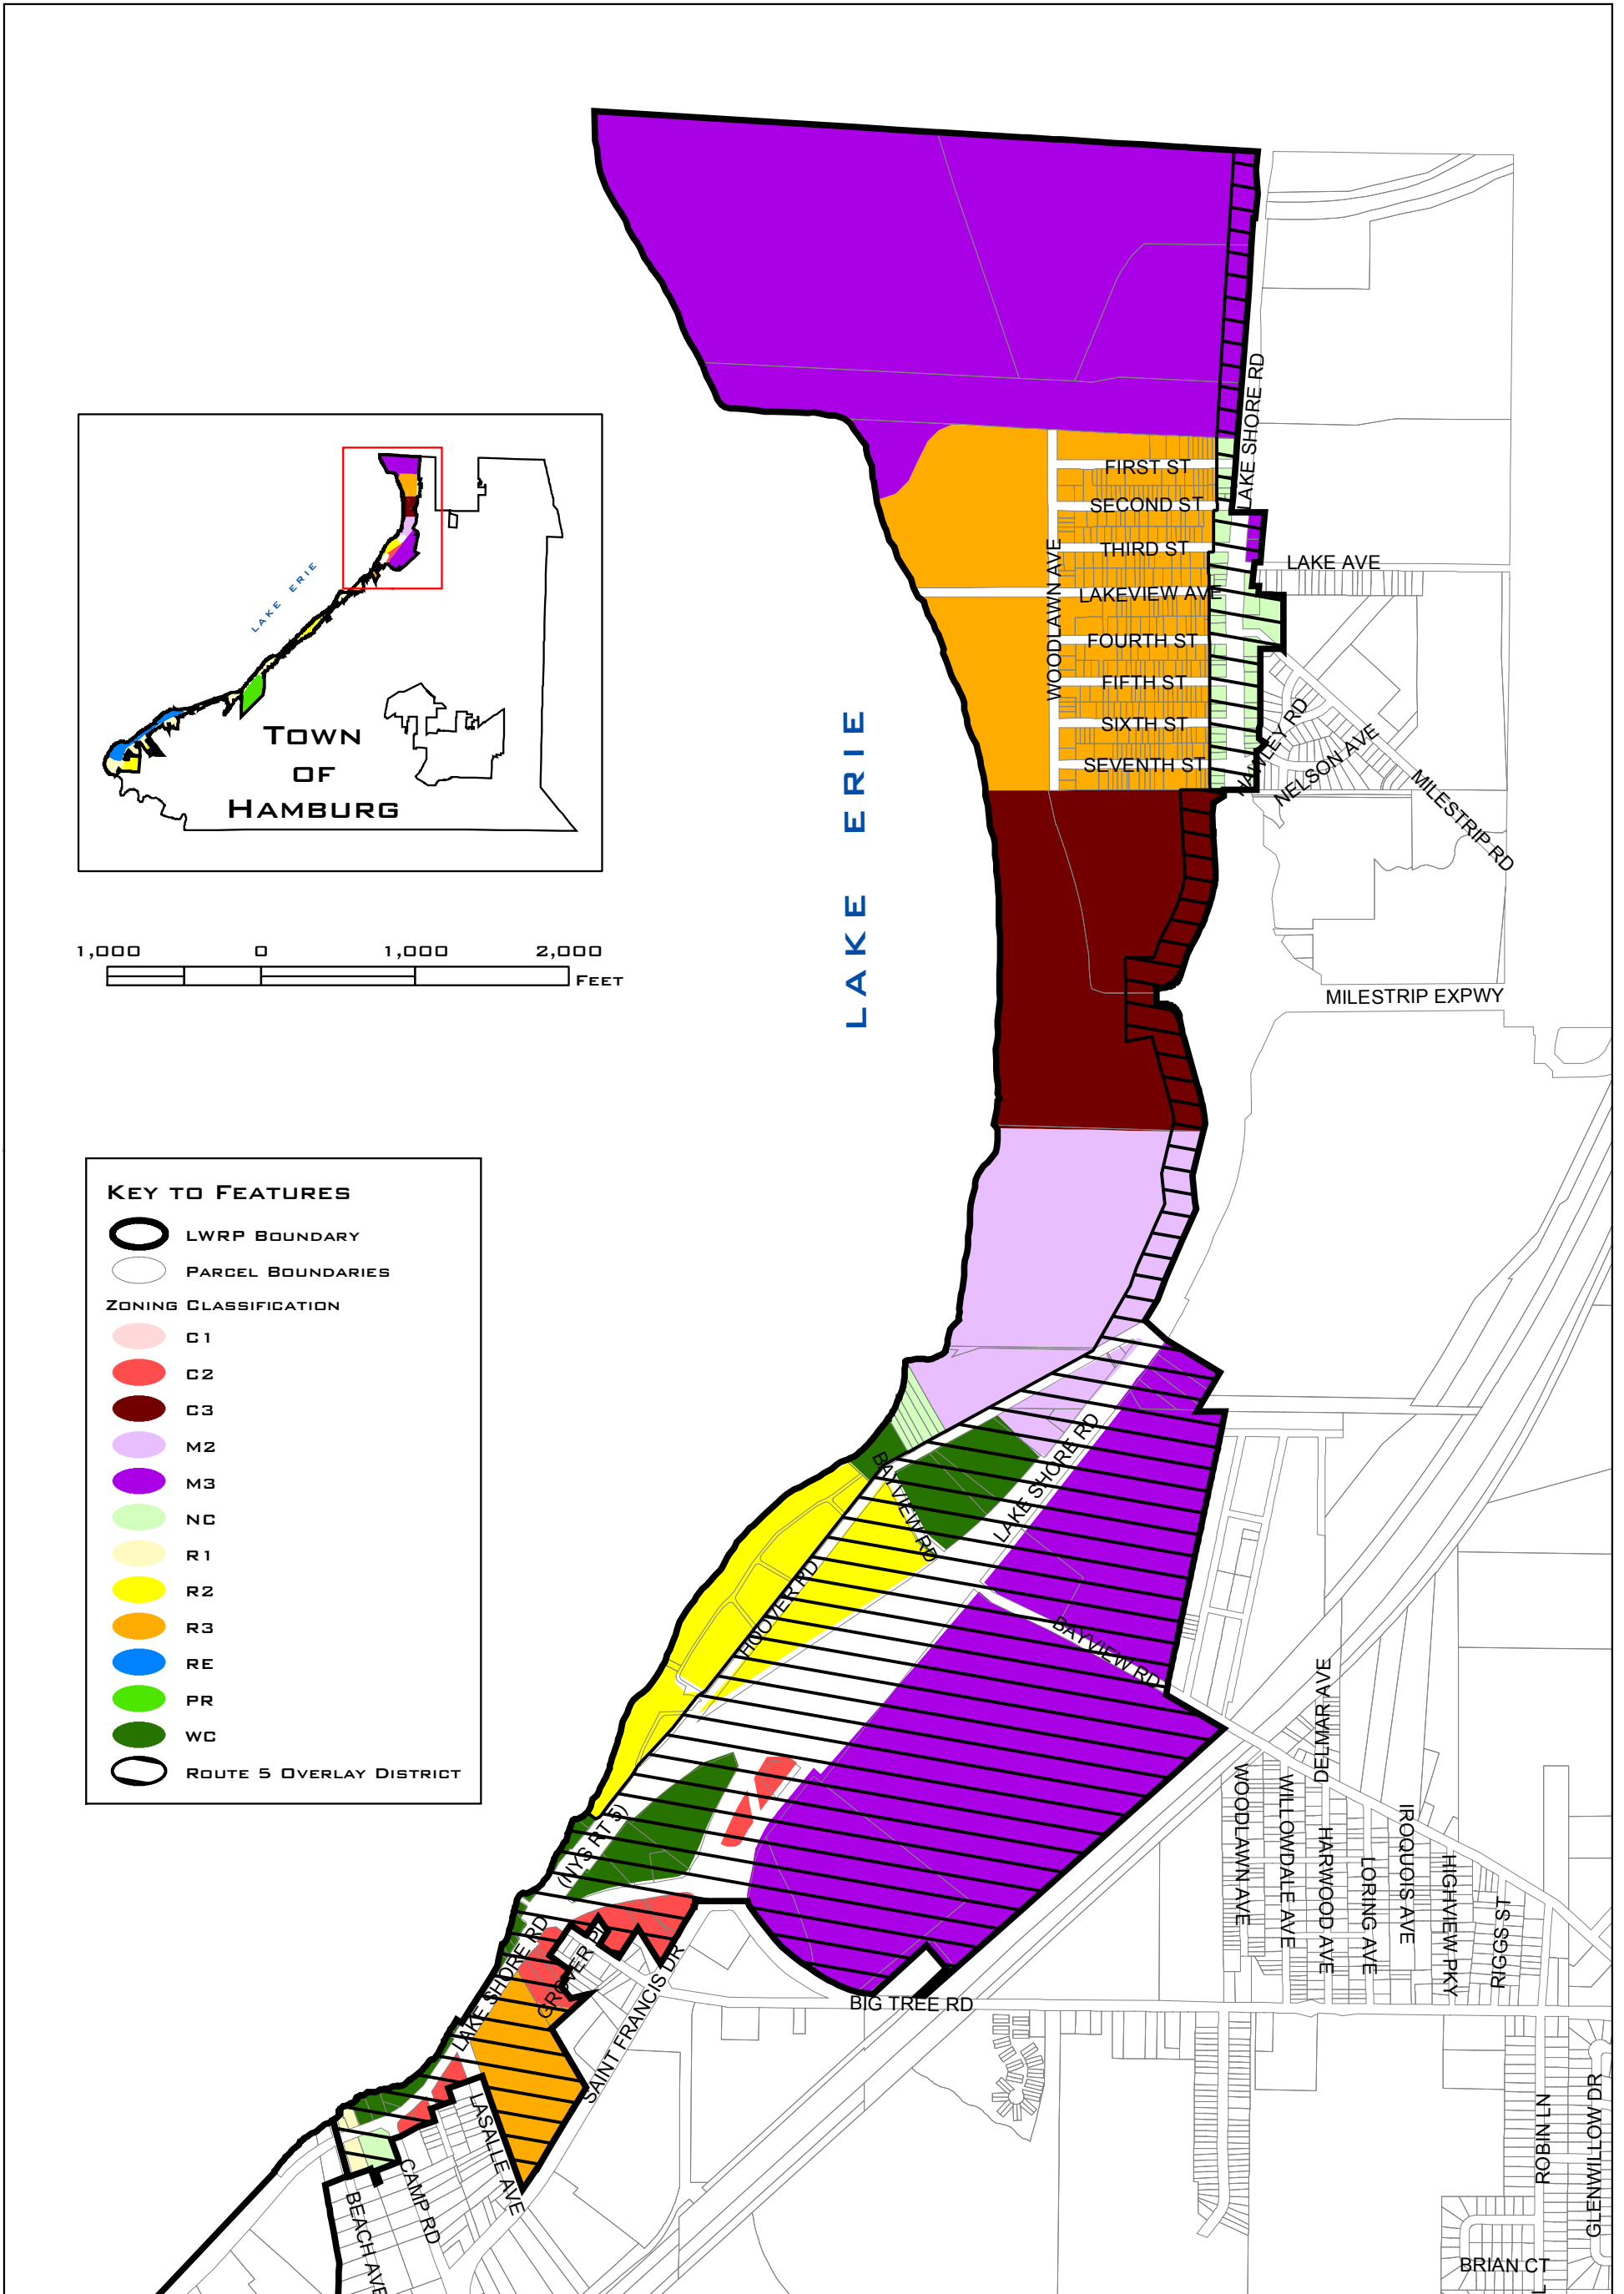 LAKE SHORE RD
FIRST ST
SECOND ST
THIRD ST
LAKE AVE
LAKEVIEW AVE
WOODLAWN AVE
FOURTH ST
FIFTH ST
SIXTH ST
SEVENTH ST
HAWLEY RD
NELSON AVE
MILESTRIP RD
LAKE ERIE
TOWN
OF
HAMBURG
LAKE ERIE
1,000 0 1,000 2,000
FEET
MILESTRIP EXPWY
KEY TO FEATURES
LWRP BOUNDARY
PARCEL BOUNDARIES
ZONING CLASSIFICATION
C1
C2
C3
M2
M3
NC
R1
R2
R3
RE
PR
WC
ROUTE 5 OVERLAY DISTRICT
BAYVIEW RD
LAKE SHORE RD
HOOVER RD
BAYVIEW RD
DELMAR AVE
WOODLAWN AVE
WILLOWDALE AVE
HARWOOD AVE
LORING AVE
IROQUOIS AVE
HIGHVIEW PKY
RIGGS ST
(NYS RT 5)
LAKE SHORE RD
GROVER P
SAINT FRANCIS DR
BIG TREE RD
LASALLE AVE
CAMP RD
BEACH AVE
ROBIN LN
GLENWILLOW DR
BRIAN CT